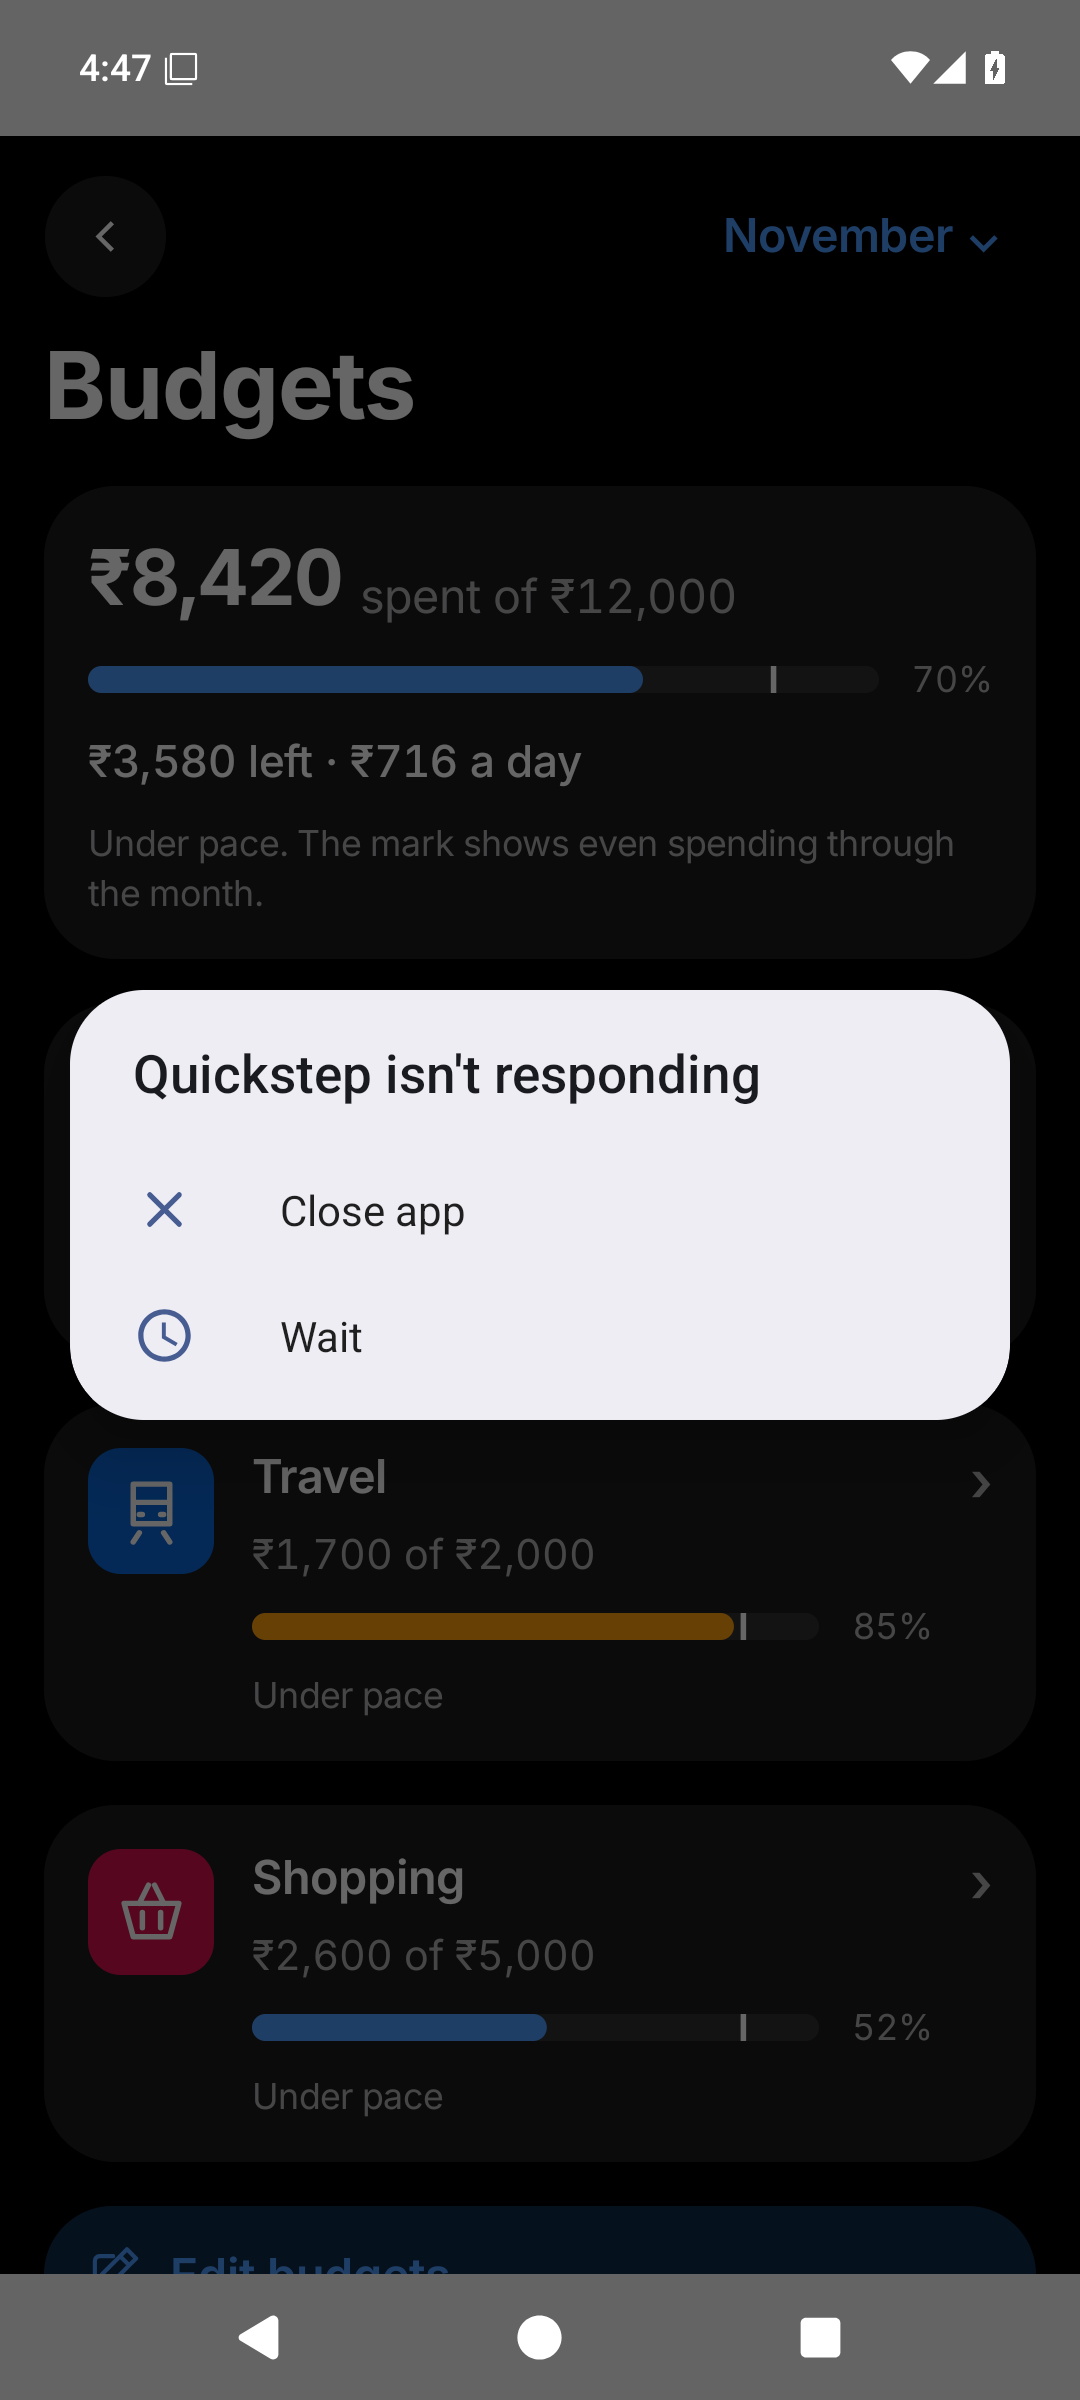 4:47
November
Budgets
₹8,420 spent of ₹12,000
70%
₹3,580 left · ₹716 a day
Under pace. The mark shows even spending through
the month.
Quickstep isn't responding
Close app
Wait
Travel
₹1,700 of ₹2,000
85%
Under pace
Shopping
₹2,600 of ₹5,000
52%
Under pace
Edit budgets